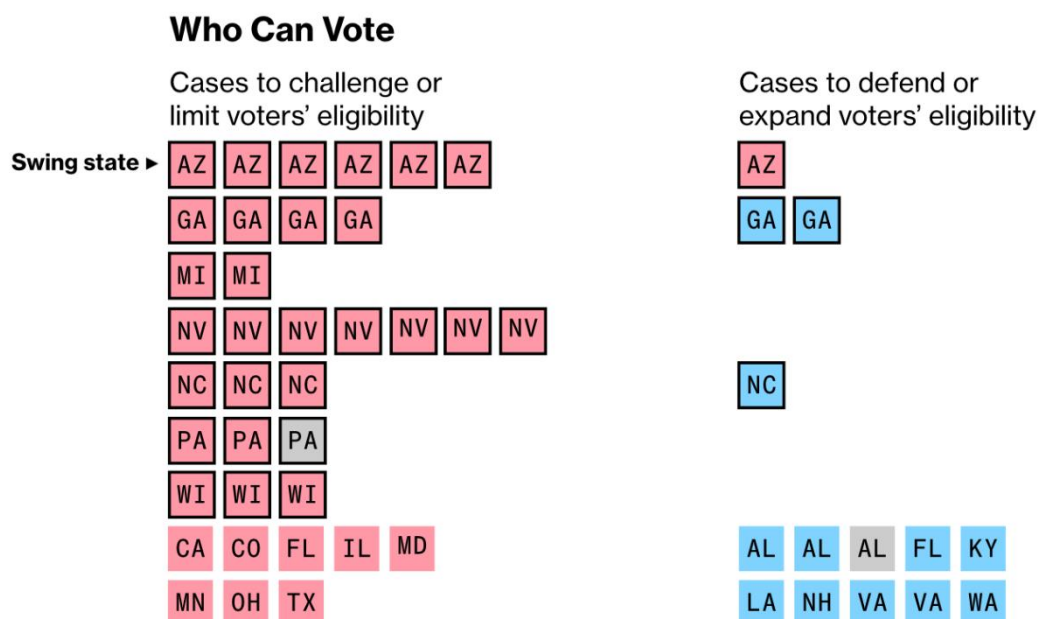 Who Can Vote
Cases to challenge or
limit voters' eligibility
Cases to defend or
expand voters' eligibility
Swing state ▸ AZ AZ AZ AZ AZ AZ AZ
GA GA GA GA GA GA
MI MI
NV NV NV NV NV NV NV
NC NC NC NC
PA PA PA
WI WI WI
CA CO FL IL MD AL AL AL FL KY
MN OH TX LA NH VA VA WA